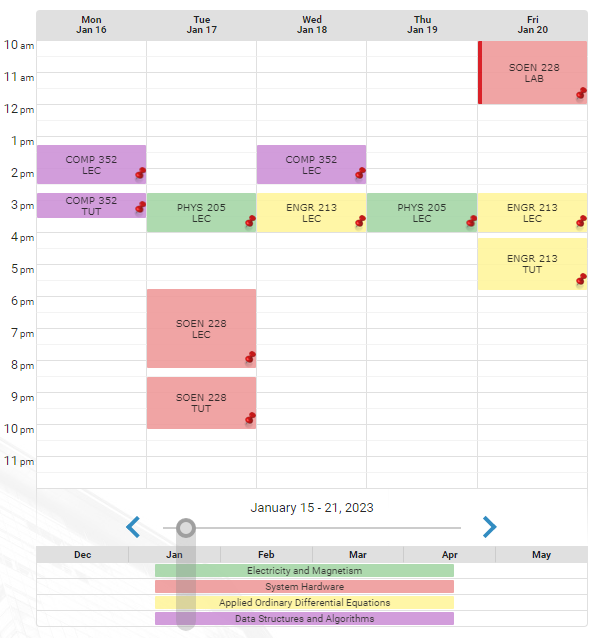 Mon Tue Wed Thu Fri
Jan 16 Jan 17 Jan 18 Jan 19 Jan 20
10 am
SOEN 228
LAB
11 am
12 pm
1 pm
COMP 352 COMP 352
LEC LEC
2 pm
COMP 352
TUT
3 pm
PHYS 205 ENGR 213 PHYS 205 ENGR 213
LEC LEC LEC LEC
4 pm
ENGR 213
TUT
5 pm
6 pm
SOEN 228
LEC
7 pm
8 pm
9 pm
SOEN 228
TUT
10 pm
11 pm
January 15 - 21, 2023
Dec Jan Feb Mar Apr May
Electricity and Magnetism
System Hardware
Applied Ordinary Differential Equations
Data Structures and Algorithms